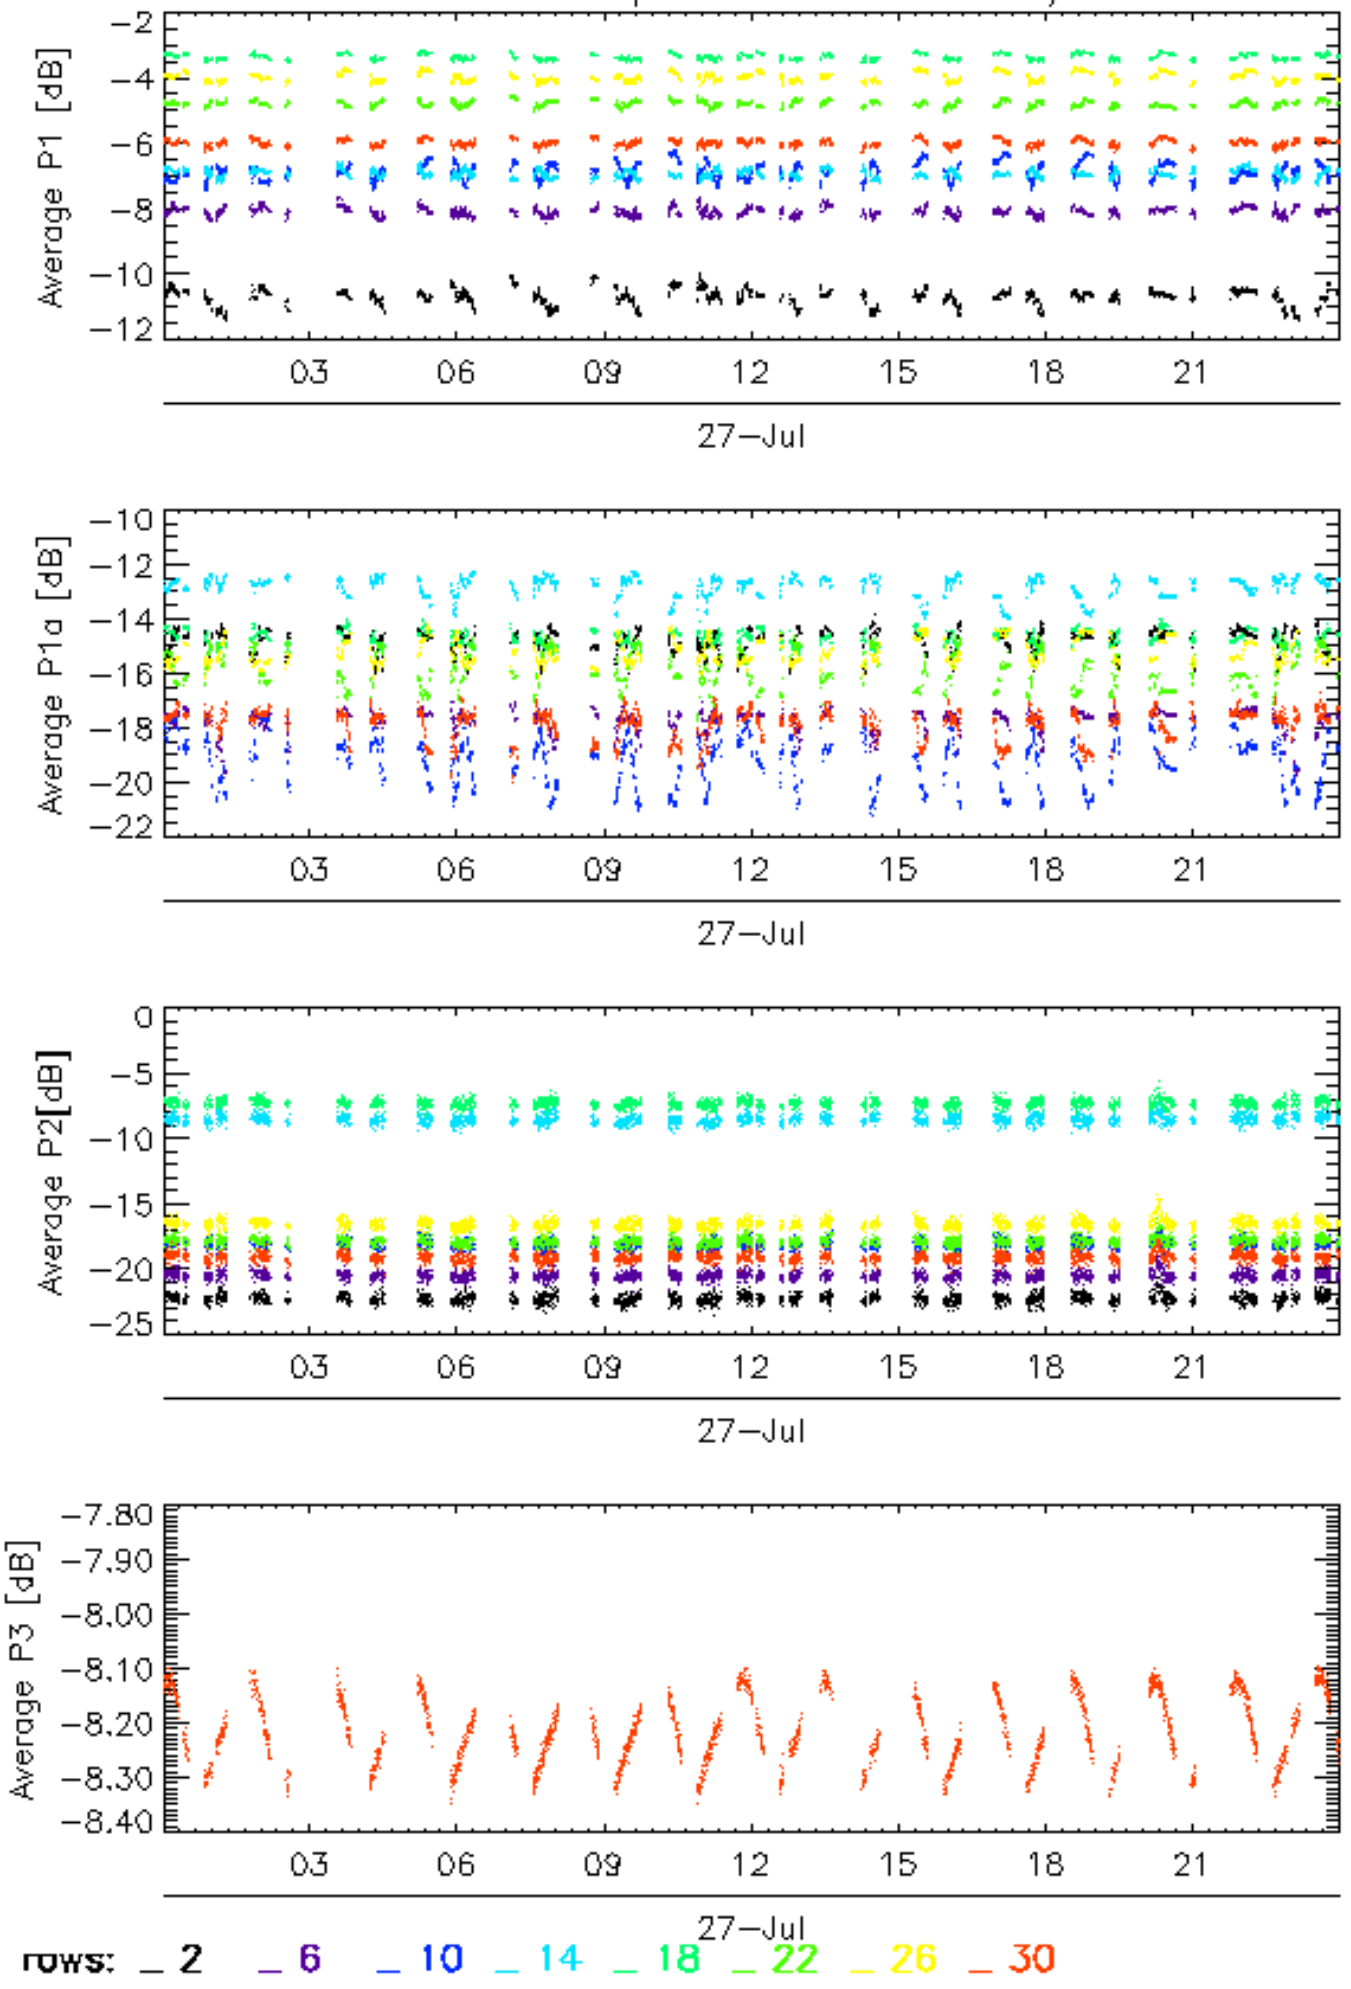 Average P1 [dB]
-2
-4
-6
-8
-10
-12
03 06 09 12 15 18 21
27-Jul
Average P1a [dB]
-10
-12
-14
-16
-18
-20
-22
03 06 09 12 15 18 21
27-Jul
Average P2[dB]
0
-5
-10
-15
-20
-25
03 06 09 12 15 18 21
27-Jul
Average P3 [dB]
-7.80
-7.90
-8.00
-8.10
-8.20
-8.30
-8.40
03 06 09 12 15 18 21
27-Jul
rows: _ 2 _ 6 _ 10 _ 14 _ 18 _ 22 _ 26 _ 30